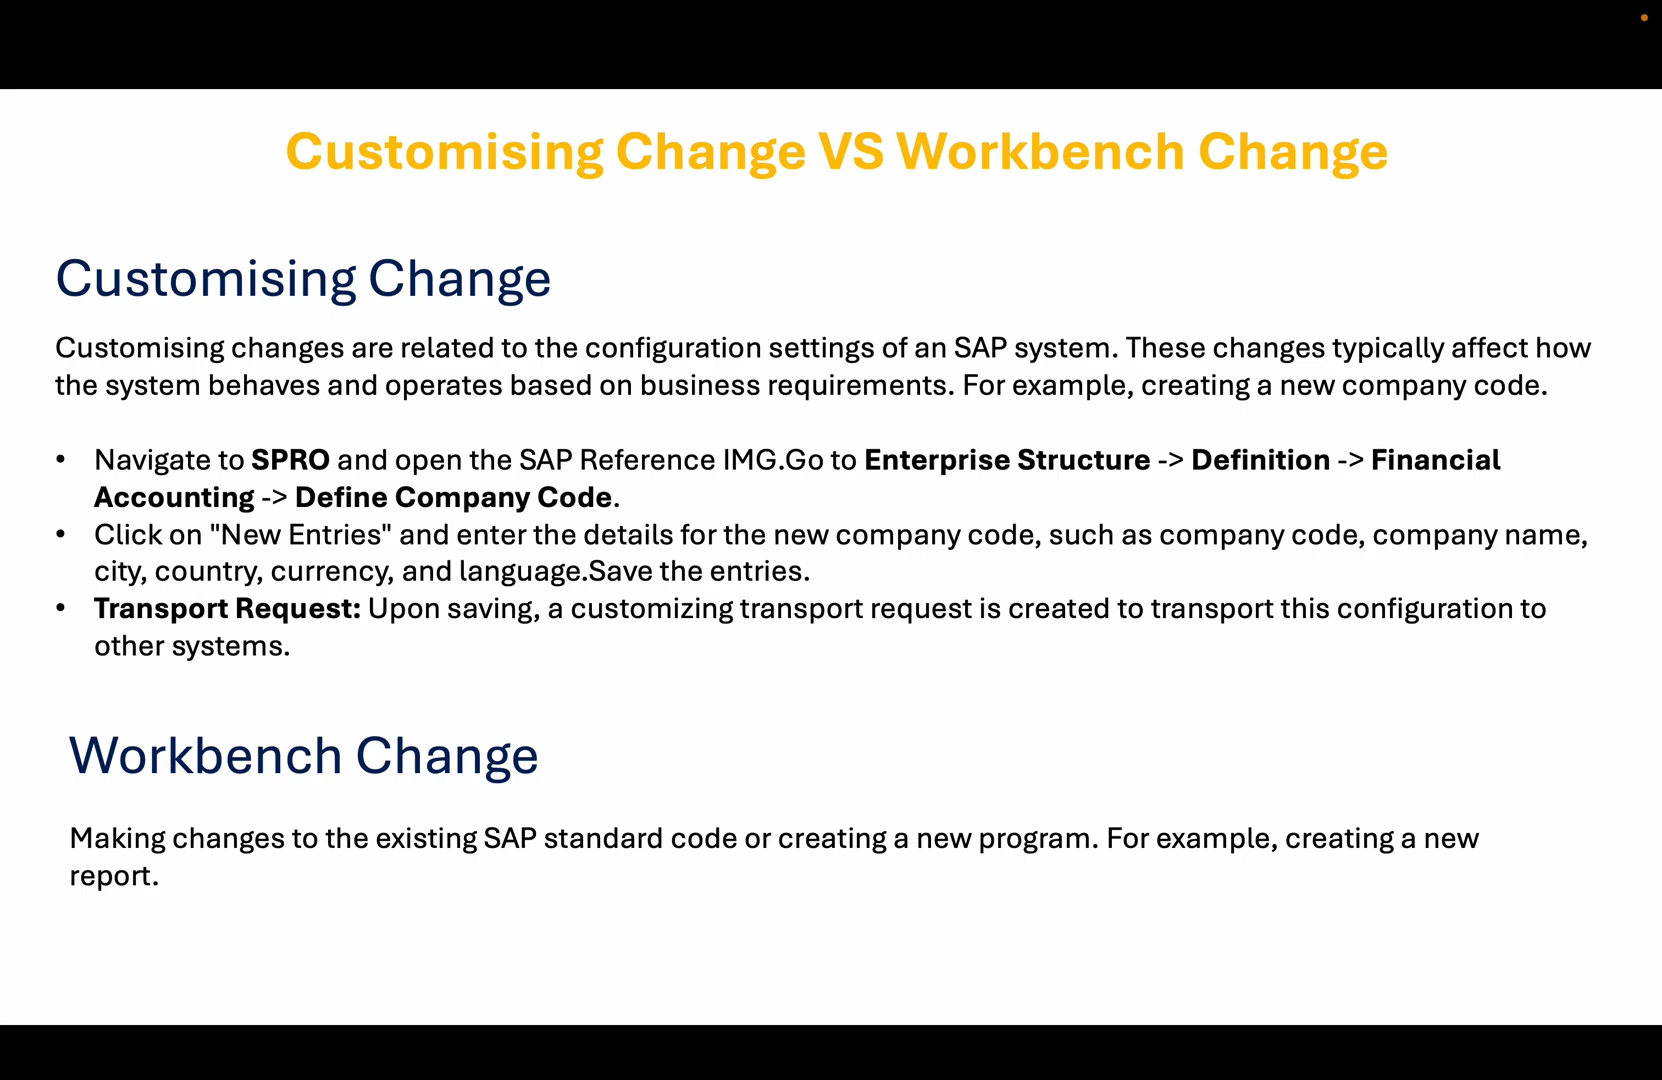 Customising Change VS Workbench Change
Customising Change
Customising changes are related to the configuration settings of an SAP system. These changes typically affect how
the system behaves and operates based on business requirements. For example, creating a new company code.
• Navigate to SPRO and open the SAP Reference IMG.Go to Enterprise Structure -> Definition -> Financial
Accounting -> Define Company Code.
• Click on "New Entries" and enter the details for the new company code, such as company code, company name,
city, country, currency, and language.Save the entries.
• Transport Request: Upon saving, a customizing transport request is created to transport this configuration to
other systems.
Workbench Change
Making changes to the existing SAP standard code or creating a new program. For example, creating a new
report.